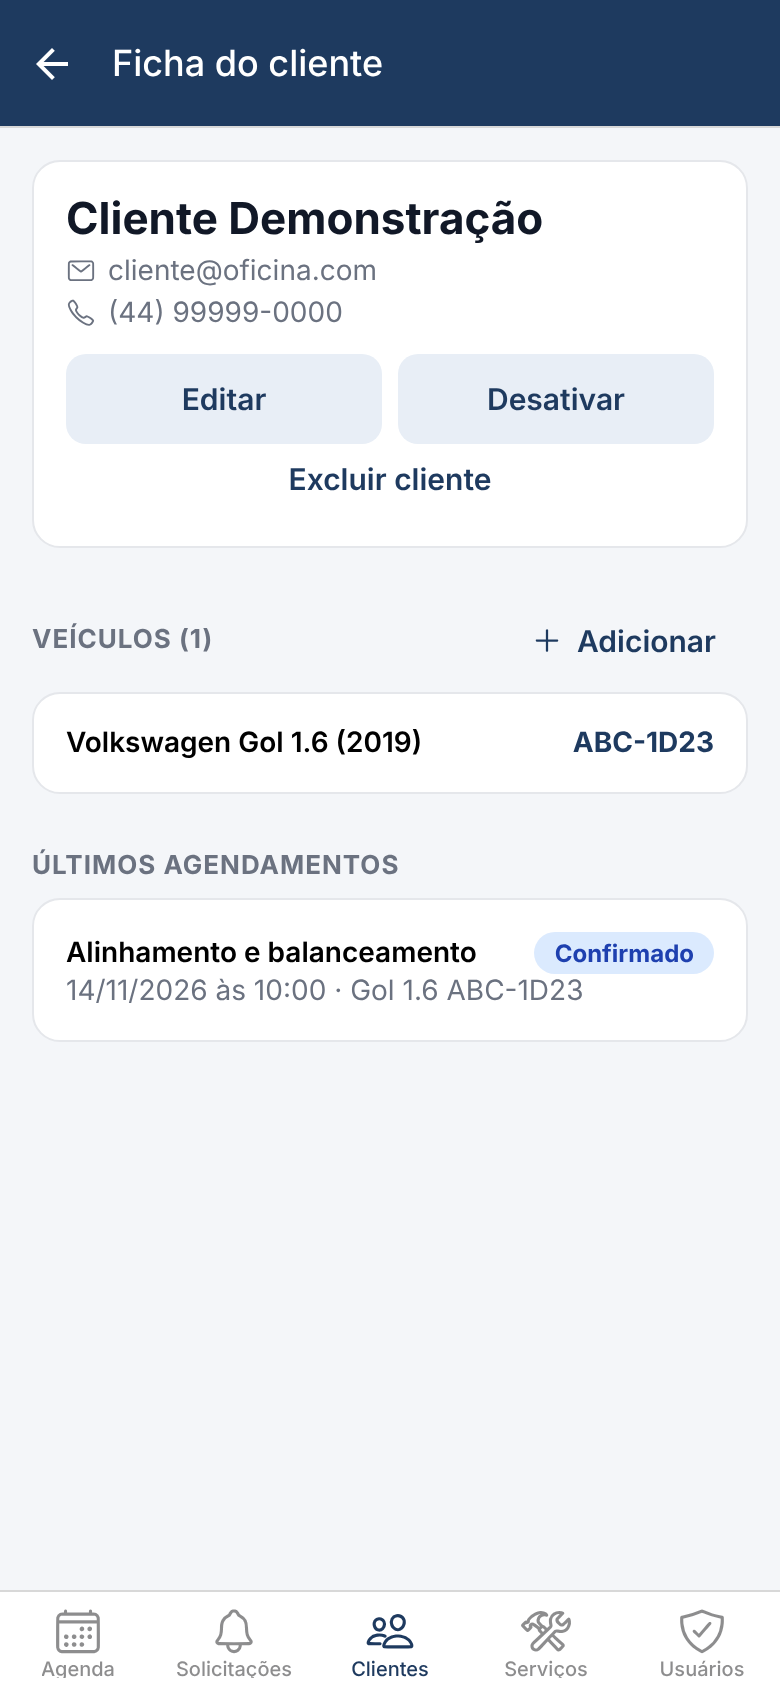 Ficha do cliente
Cliente Demonstração
cliente@oficina.com
(44) 99999-0000
Editar
Desativar
Excluir cliente
VEÍCULOS (1)
Adicionar
Volkswagen Gol 1.6 (2019)
ABC-1D23
ÚLTIMOS AGENDAMENTOS
Alinhamento e balanceamento
Confirmado
14/11/2026 às 10:00 · Gol 1.6 ABC-1D23
Agenda
Solicitações
Clientes
Serviços
Usuários